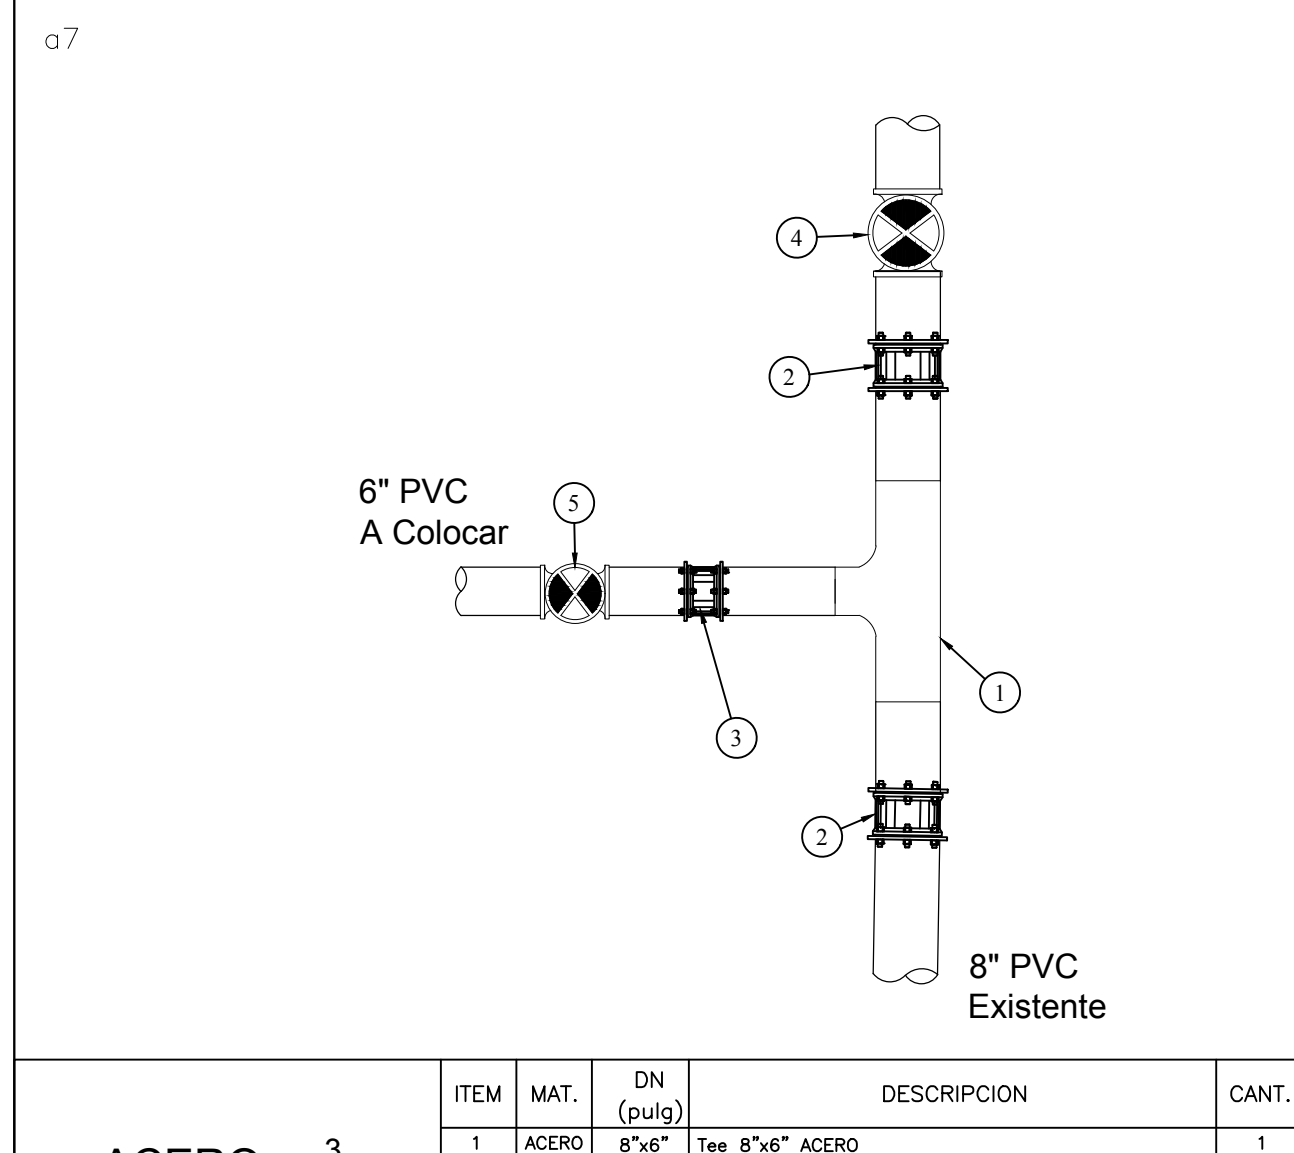 a7
4
2
6" PVC
A Colocar
5
1
3
2
8" PVC
Existente
ITEM MAT. DN (pulg) DESCRIPCION CANT.
1 ACERO 8"x6" Tee 8"x6" ACERO 1
ACERO 3